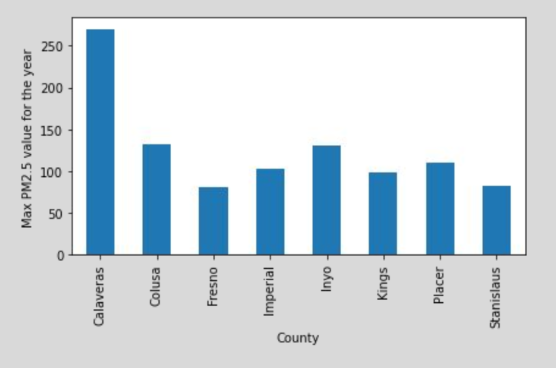 Max PM2.5 value for the year
250
200
150
100
50
0
Calaveras
Colusa
Fresno
Imperial
Inyo
Kings
Placer
Stanislaus
County